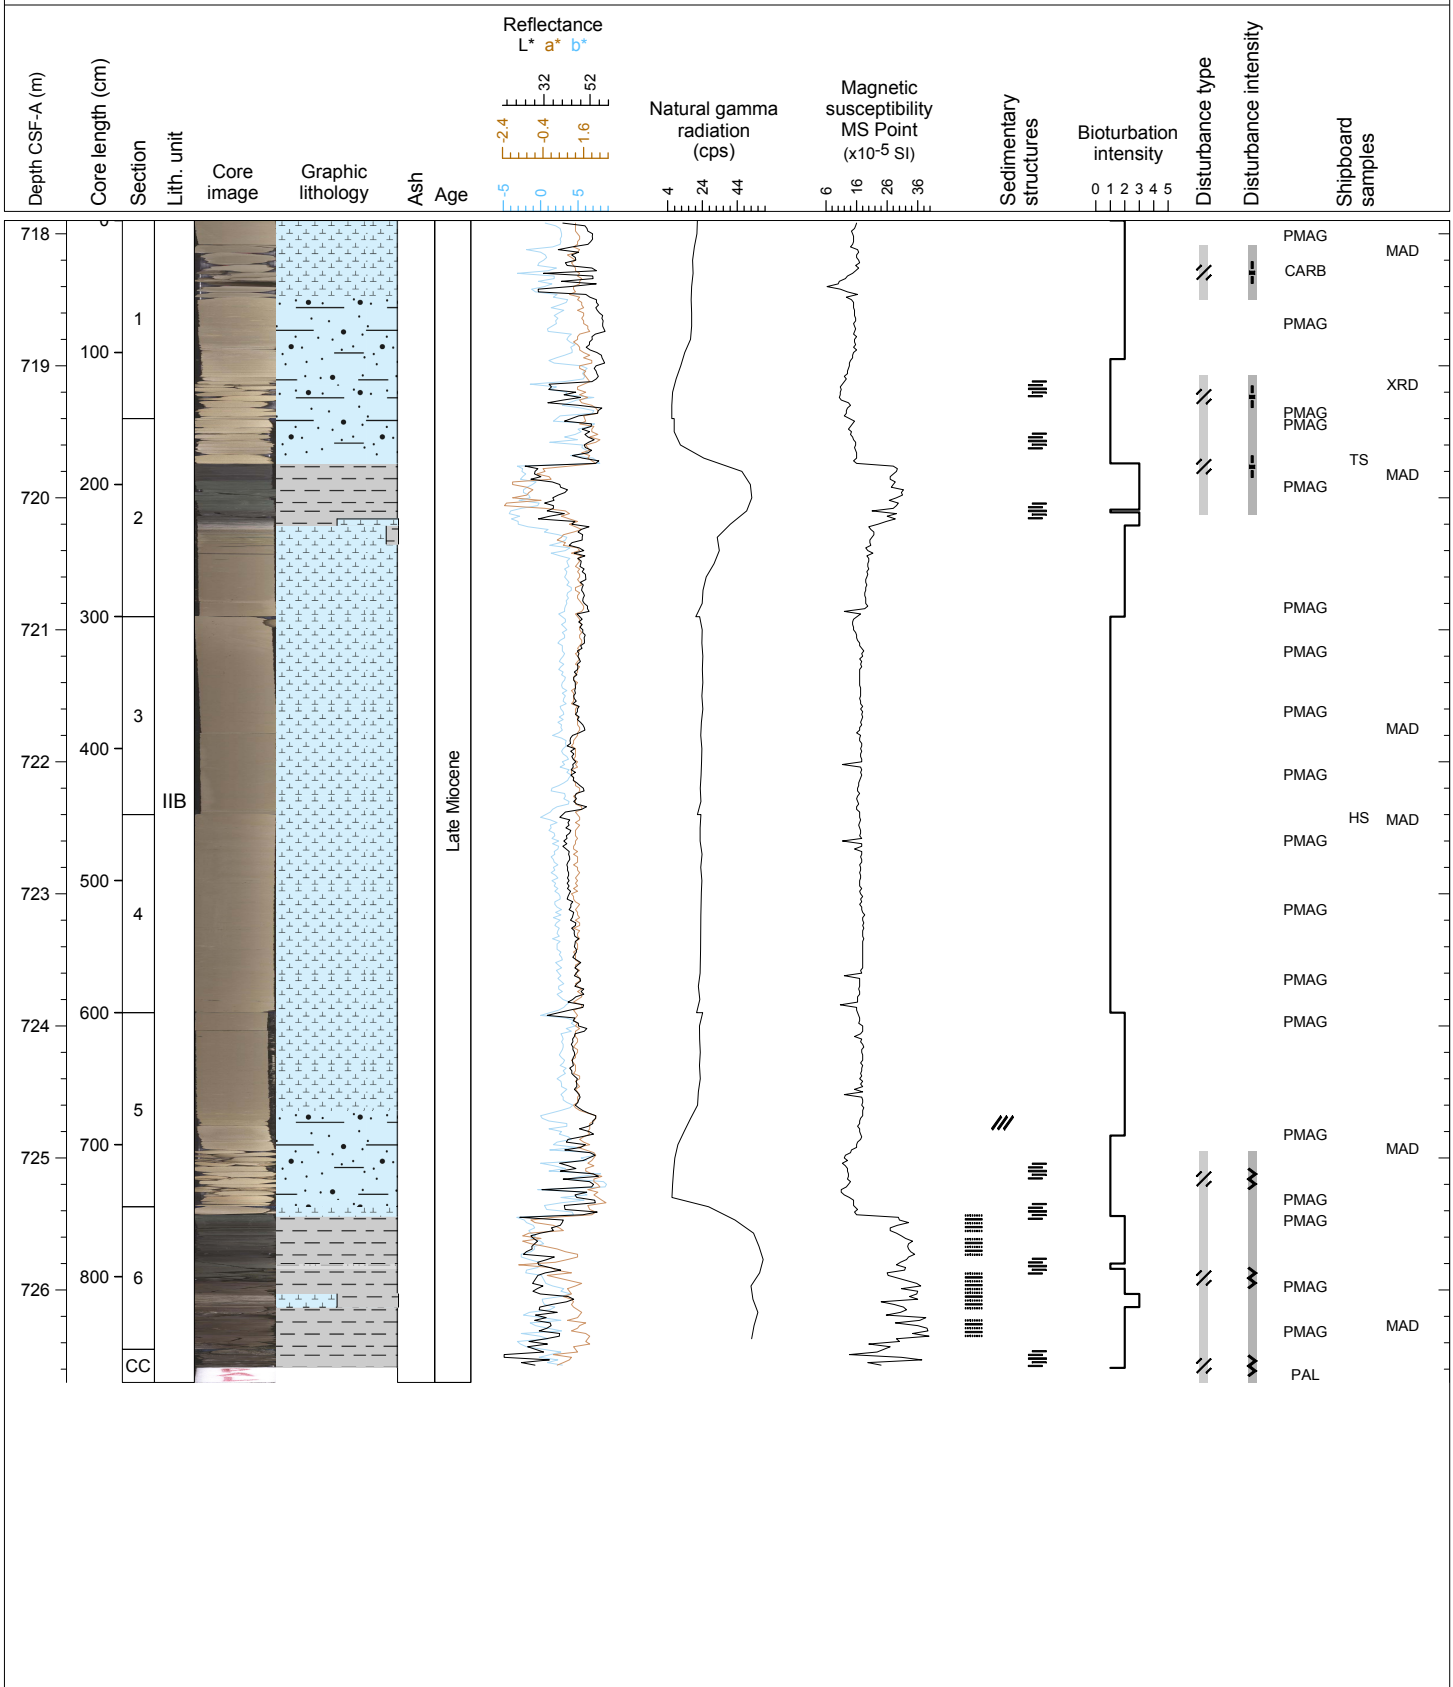 Depth CSF-A (m)
Core length (cm)
Section
Lith. unit
Core
image
Graphic
lithology
Ash
Age
Reflectance
L* a* b*
32 52
-2.4 -0.4 1.6
-5 0 5
Natural gamma
radiation
(cps)
4 24 44
Magnetic
susceptibility
MS Point
(x10-5 SI)
6 16 26 36
Sedimentary
structures
Bioturbation
intensity
0 1 2 3 4 5
Disturbance type
Disturbance intensity
Shipboard
samples
718
719
720
721
722
723
724
725
726
0
100
200
300
400
500
600
700
800
1
2
3
4
5
6
CC
IIB
Late Miocene
PMAG
MAD
CARB
PMAG
XRD
PMAG
PMAG
TS
MAD
PMAG
PMAG
PMAG
PMAG
MAD
PMAG
HS MAD
PMAG
PMAG
PMAG
PMAG
PMAG
MAD
PMAG
PMAG
PMAG
MAD
PMAG
PAL